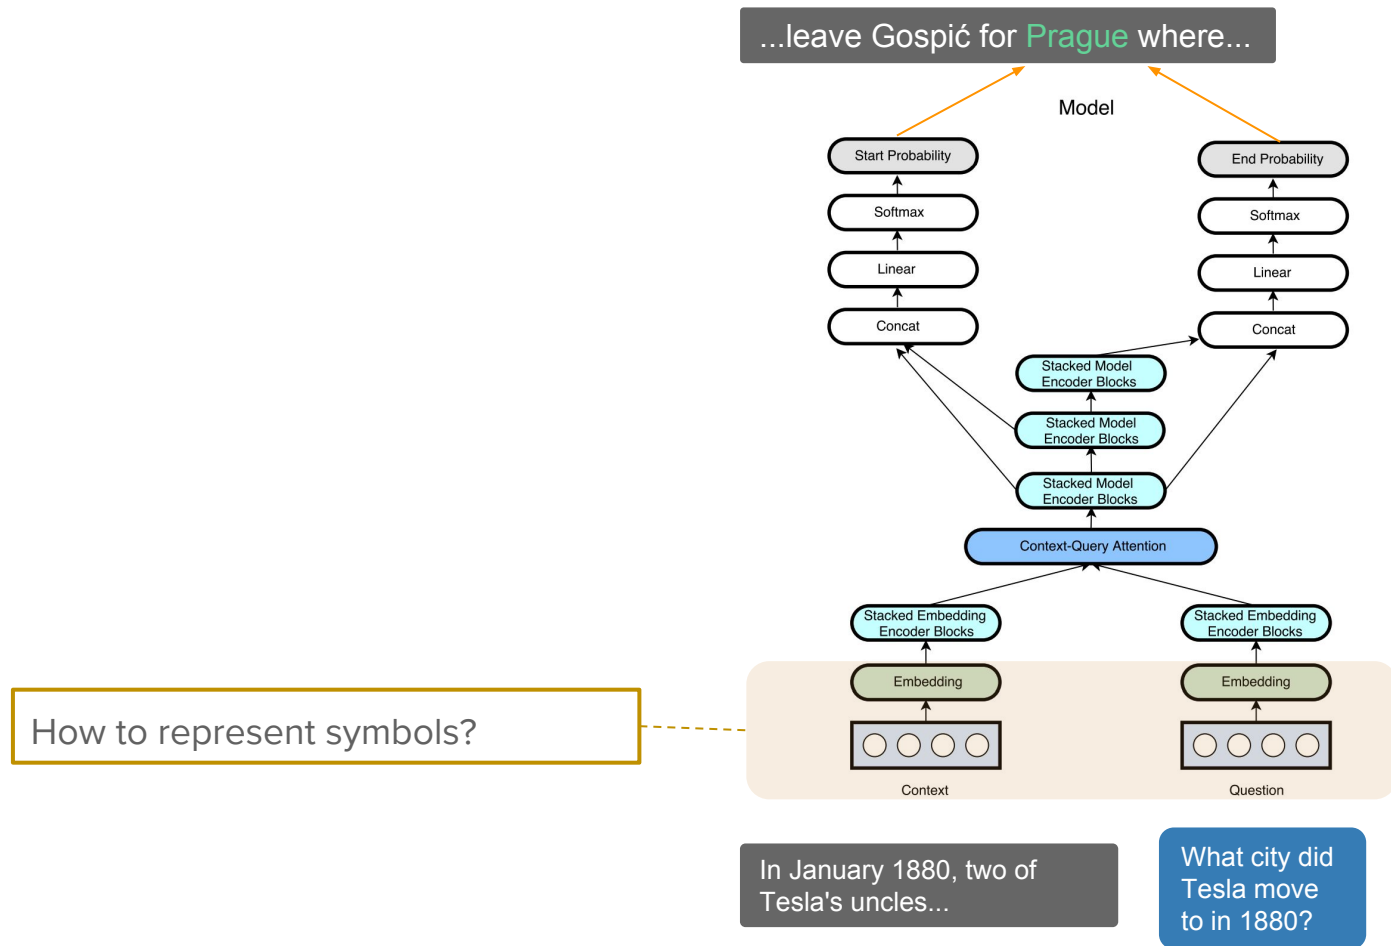 ...leave Gospić for Prague where...
Model
Start Probability
End Probability
Softmax
Softmax
Linear
Linear
Concat
Concat
Stacked Model
Encoder Blocks
Stacked Model
Encoder Blocks
Stacked Model
Encoder Blocks
Context-Query Attention
Stacked Embedding
Encoder Blocks
Stacked Embedding
Encoder Blocks
Embedding
Embedding
How to represent symbols?
Context
Question
In January 1880, two of
Tesla's uncles...
What city did
Tesla move
to in 1880?